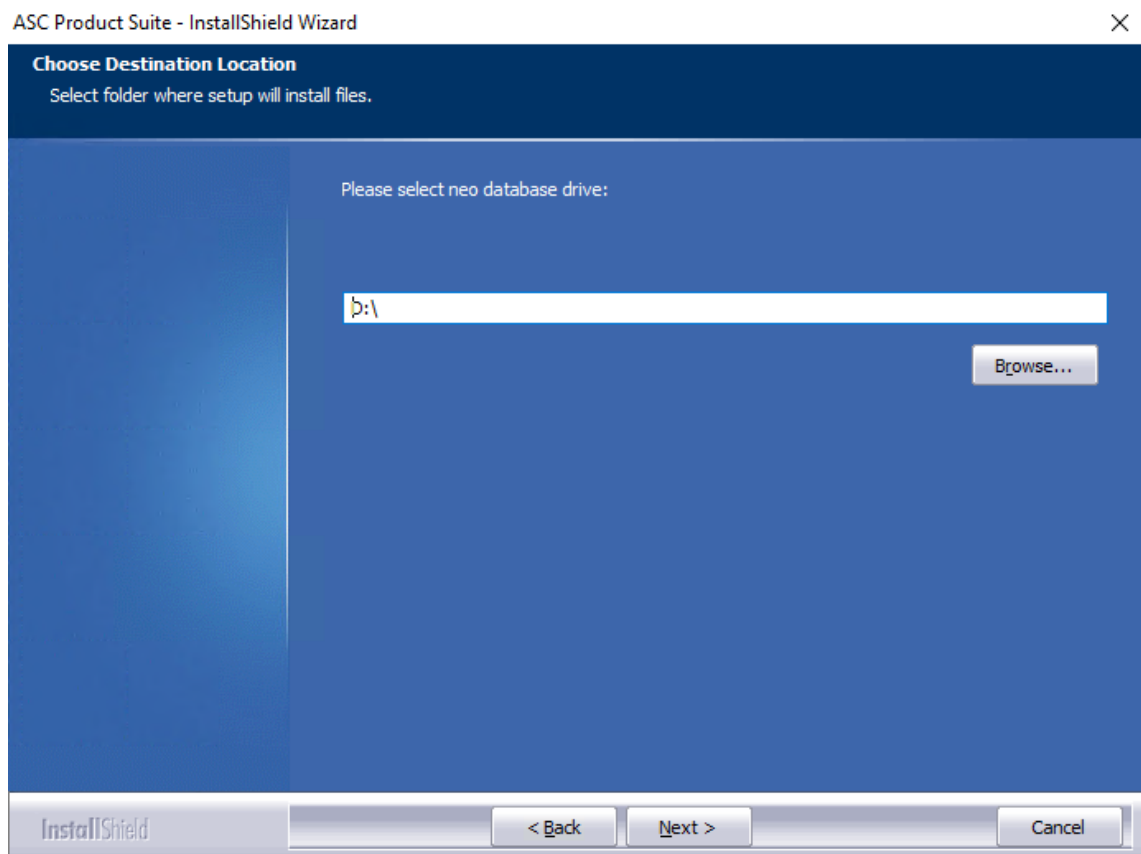 ASC Product Suite - InstallShield Wizard
Choose Destination Location
Select folder where setup will install files.
Please select neo database drive:
D:\
Browse...
InstallShield
< Back
Next >
Cancel